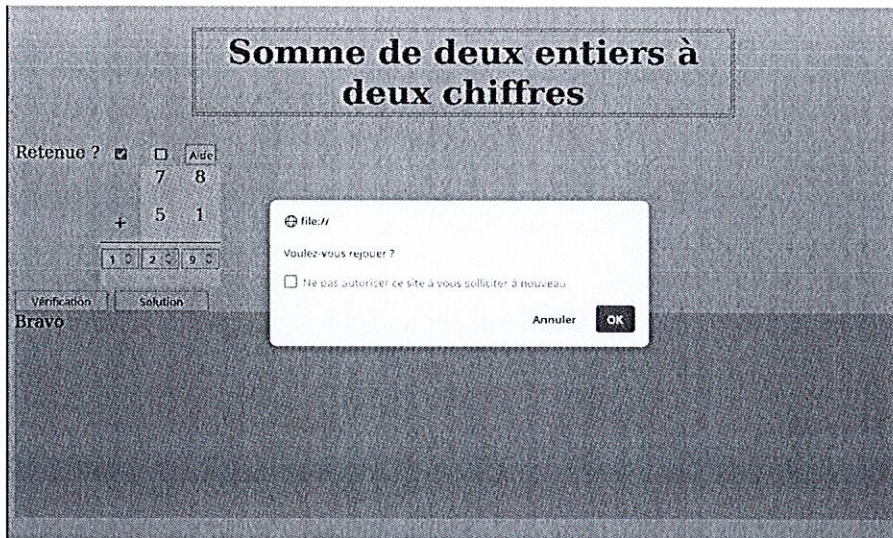 Somme de deux entiers à
deux chiffres
Retenue ? Aide
7 8
+ 5 1
1 2 9
Vérification Solution
Bravo
file://
Voulez-vous rejouer ?
Ne pas autoriser ce site à vous solliciter à nouveau
Annuler OK